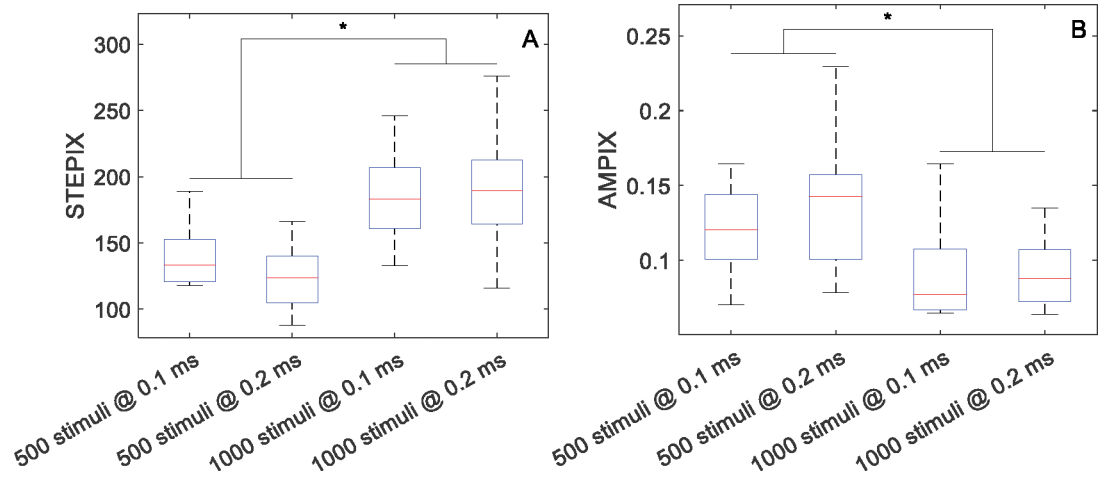 A
*
STEPIX
300
250
200
150
100
500 stimuli @ 0.1 ms
500 stimuli @ 0.2 ms
1000 stimuli @ 0.1 ms
1000 stimuli @ 0.2 ms
B
*
AMPIX
0.25
0.2
0.15
0.1
500 stimuli @ 0.1 ms
500 stimuli @ 0.2 ms
1000 stimuli @ 0.1 ms
1000 stimuli @ 0.2 ms